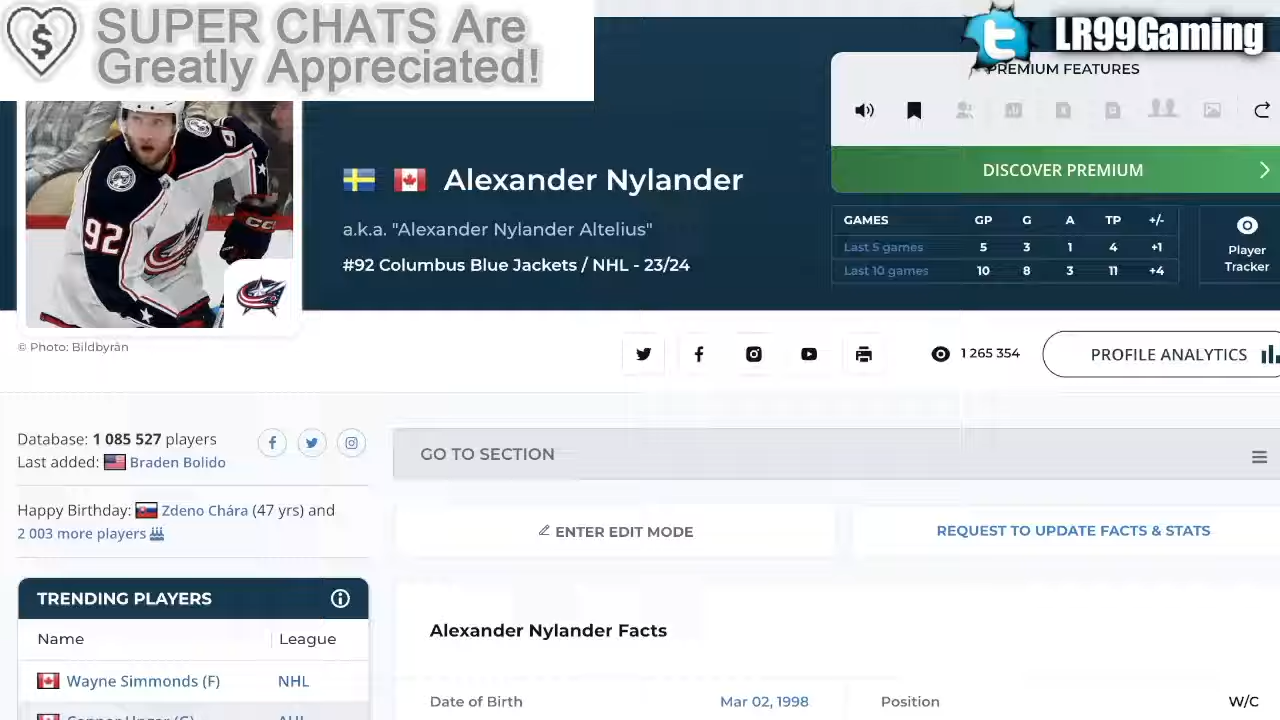 SUPER CHATS Are
Greatly Appreciated!
LR99Gaming
PREMIUM FEATURES
DISCOVER PREMIUM
Alexander Nylander
a.k.a. "Alexander Nylander Altelius"
#92 Columbus Blue Jackets / NHL - 23/24
GAMES GP G A TP +/-
Last 5 games 5 3 1 4 +1
Last 10 games 10 8 3 11 +4
Player
Tracker
92
CCM
© Photo: Bildbyrån
1 265 354
PROFILE ANALYTICS
Database: 1 085 527 players
Last added: Braden Bolido
GO TO SECTION
Happy Birthday: Zdeno Chára (47 yrs) and
2 003 more players
ENTER EDIT MODE
REQUEST TO UPDATE FACTS & STATS
TRENDING PLAYERS
Name League
Wayne Simmonds (F) NHL
Alexander Nylander Facts
Date of Birth Mar 02, 1998 Position W/C